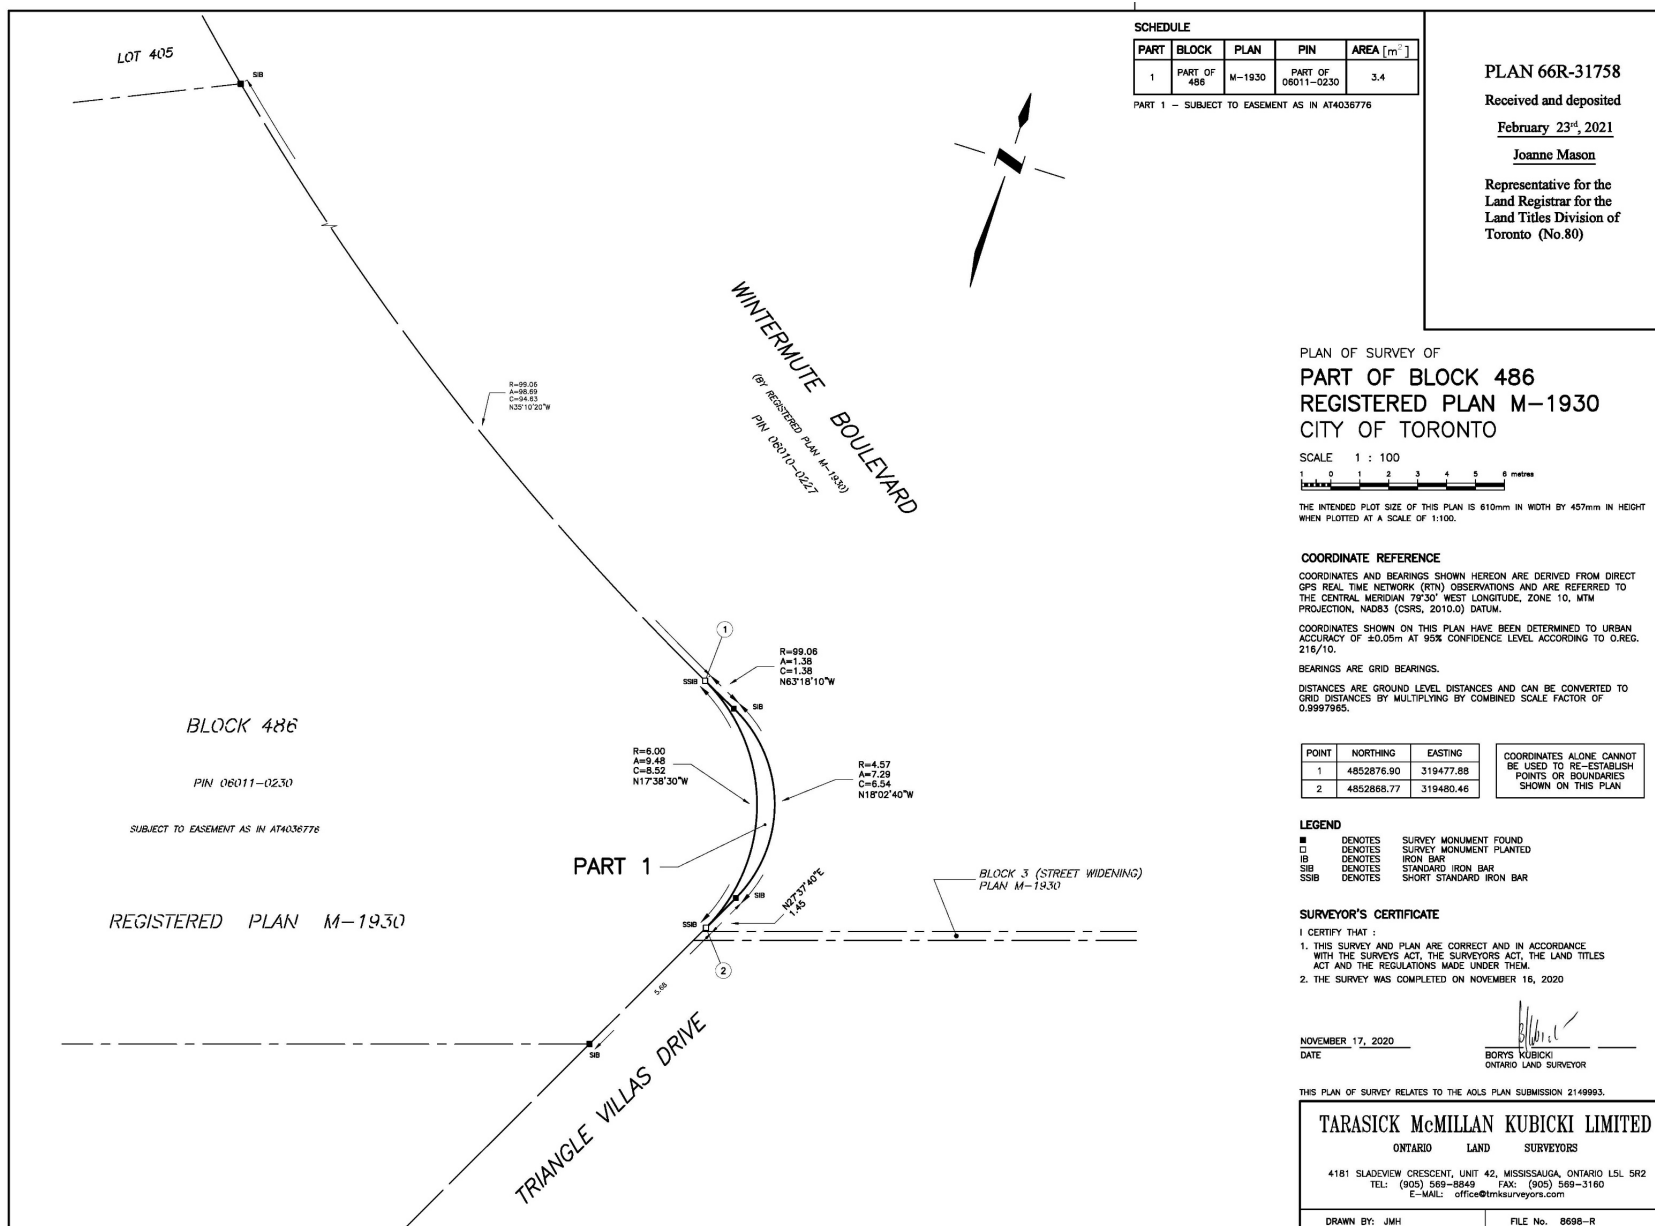 LOT 405
SIB
SCHEDULE
PART BLOCK PLAN PIN AREA [m²]
1 PART OF 486 M-1930 PART OF 06011-0230 3.4
PART 1 - SUBJECT TO EASEMENT AS IN AT4036776
PLAN 66R-31758
Received and deposited
February 23rd, 2021
Joanne Mason
Representative for the
Land Registrar for the
Land Titles Division of
Toronto (No.80)
WINTERMUTE BOULEVARD
(BY REGISTERED PLAN M-1930)
PIN 06010-0227
R=99.06
A=98.69
C=94.63
N35°10'20"W
PLAN OF SURVEY OF
PART OF BLOCK 486
REGISTERED PLAN M-1930
CITY OF TORONTO
SCALE 1 : 100
1 0 1 2 3 4 5 6 metres
THE INTENDED PLOT SIZE OF THIS PLAN IS 610mm IN WIDTH BY 457mm IN HEIGHT
WHEN PLOTTED AT A SCALE OF 1:100.
COORDINATE REFERENCE
COORDINATES AND BEARINGS SHOWN HEREON ARE DERIVED FROM DIRECT
GPS REAL TIME NETWORK (RTN) OBSERVATIONS AND ARE REFERRED TO
THE CENTRAL MERIDIAN 79°30' WEST LONGITUDE, ZONE 10, MTM
PROJECTION, NAD83 (CSRS, 2010.0) DATUM.
COORDINATES SHOWN ON THIS PLAN HAVE BEEN DETERMINED TO URBAN
ACCURACY OF ±0.05m AT 95% CONFIDENCE LEVEL ACCORDING TO O.REG.
216/10.
BEARINGS ARE GRID BEARINGS.
DISTANCES ARE GROUND LEVEL DISTANCES AND CAN BE CONVERTED TO
GRID DISTANCES BY MULTIPLYING BY COMBINED SCALE FACTOR OF
0.9997965.
1
R=99.06
A=1.38
C=1.38
N63°18'10"W
SSIB
SIB
BLOCK 486
PIN 06011-0230
SUBJECT TO EASEMENT AS IN AT4036776
REGISTERED PLAN M-1930
R=6.00
A=9.48
C=8.52
N17°38'30"W
R=4.57
A=7.29
C=6.54
N18°02'40"W
PART 1
SIB
N27°37'40"E
1.45
SSIB
2
BLOCK 3 (STREET WIDENING)
PLAN M-1930
5.68
SIB
TRIANGLE VILLAS DRIVE
POINT NORTHING EASTING
1 4852876.90 319477.88
2 4852868.77 319480.46
COORDINATES ALONE CANNOT
BE USED TO RE-ESTABLISH
POINTS OR BOUNDARIES
SHOWN ON THIS PLAN
LEGEND
■ DENOTES SURVEY MONUMENT FOUND
□ DENOTES SURVEY MONUMENT PLANTED
IB DENOTES IRON BAR
SIB DENOTES STANDARD IRON BAR
SSIB DENOTES SHORT STANDARD IRON BAR
SURVEYOR'S CERTIFICATE
I CERTIFY THAT :
1. THIS SURVEY AND PLAN ARE CORRECT AND IN ACCORDANCE
WITH THE SURVEYS ACT, THE SURVEYORS ACT, THE LAND TITLES
ACT AND THE REGULATIONS MADE UNDER THEM.
2. THE SURVEY WAS COMPLETED ON NOVEMBER 16, 2020
NOVEMBER 17, 2020
DATE
BORYS KUBICKI
ONTARIO LAND SURVEYOR
THIS PLAN OF SURVEY RELATES TO THE AOLS PLAN SUBMISSION 2149993.
TARASICK McMILLAN KUBICKI LIMITED
ONTARIO LAND SURVEYORS
4181 SLADEVIEW CRESCENT, UNIT 42, MISSISSAUGA, ONTARIO L5L 5R2
TEL: (905) 569-8849 FAX: (905) 569-3160
E-MAIL: office@tmksurveyors.com
DRAWN BY: JMH FILE No. 8698-R